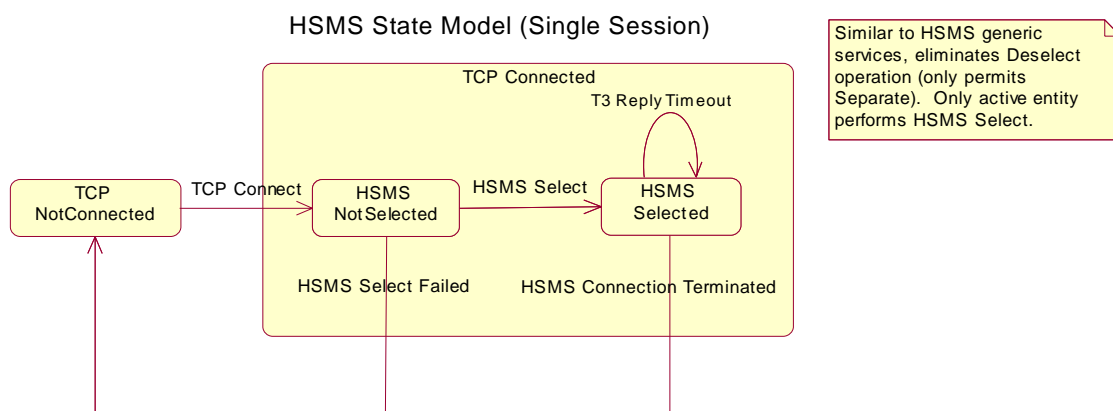 HSMS State Model (Single Session)
Similar to HSMS generic
services, eliminates Deselect
operation (only permits
Separate).  Only active entity
performs HSMS Select.
TCP Connected
T3 Reply Timeout
TCP
NotConnected
TCP Connect
HSMS
NotSelected
HSMS Select
HSMS
Selected
HSMS Select Failed
HSMS Connection Terminated